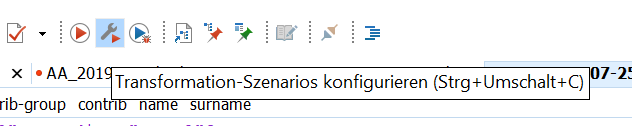 AA_2019
07-25
Transformation-Szenarios konfigurieren (Strg+Umschalt+C)
rib-group contrib name surname